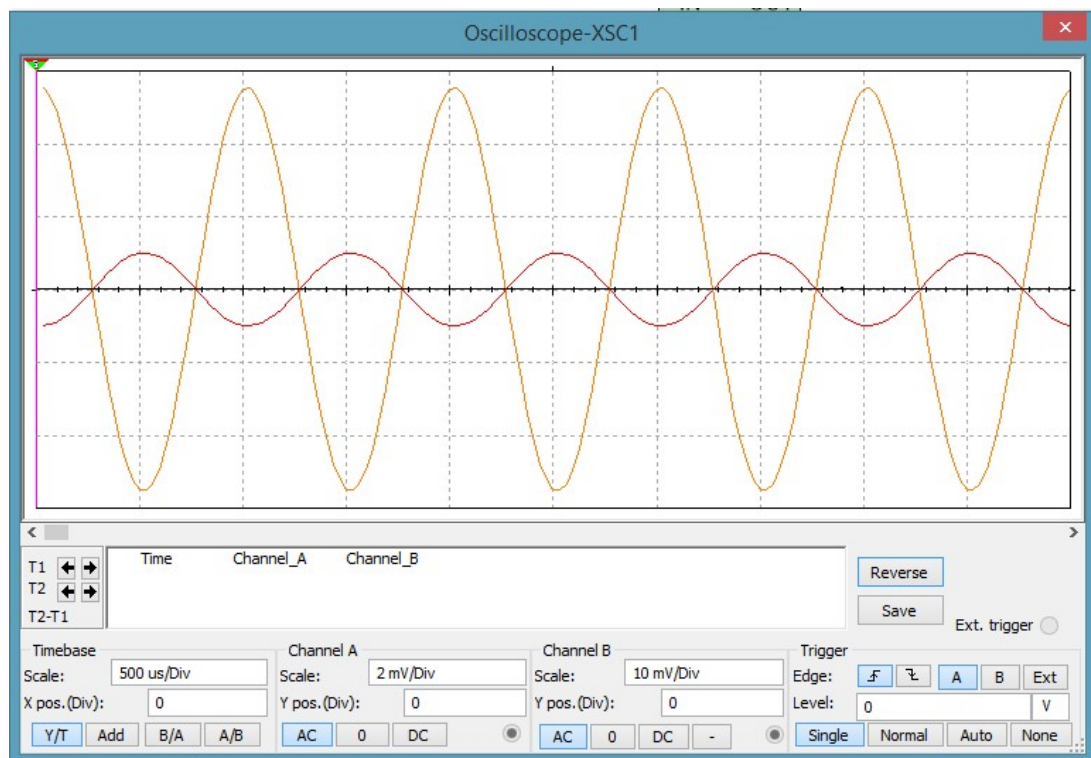 Oscilloscope-XSC1
Time Channel_A Channel_B
T1
T2
T2-T1
Reverse
Save
Ext. trigger
Timebase
Scale: 500 us/Div
X pos.(Div): 0
Y/T Add B/A A/B
Channel A
Scale: 2 mV/Div
Y pos.(Div): 0
AC 0 DC
Channel B
Scale: 10 mV/Div
Y pos.(Div): 0
AC 0 DC -
Trigger
Edge: A B Ext
Level: 0 V
Single Normal Auto None